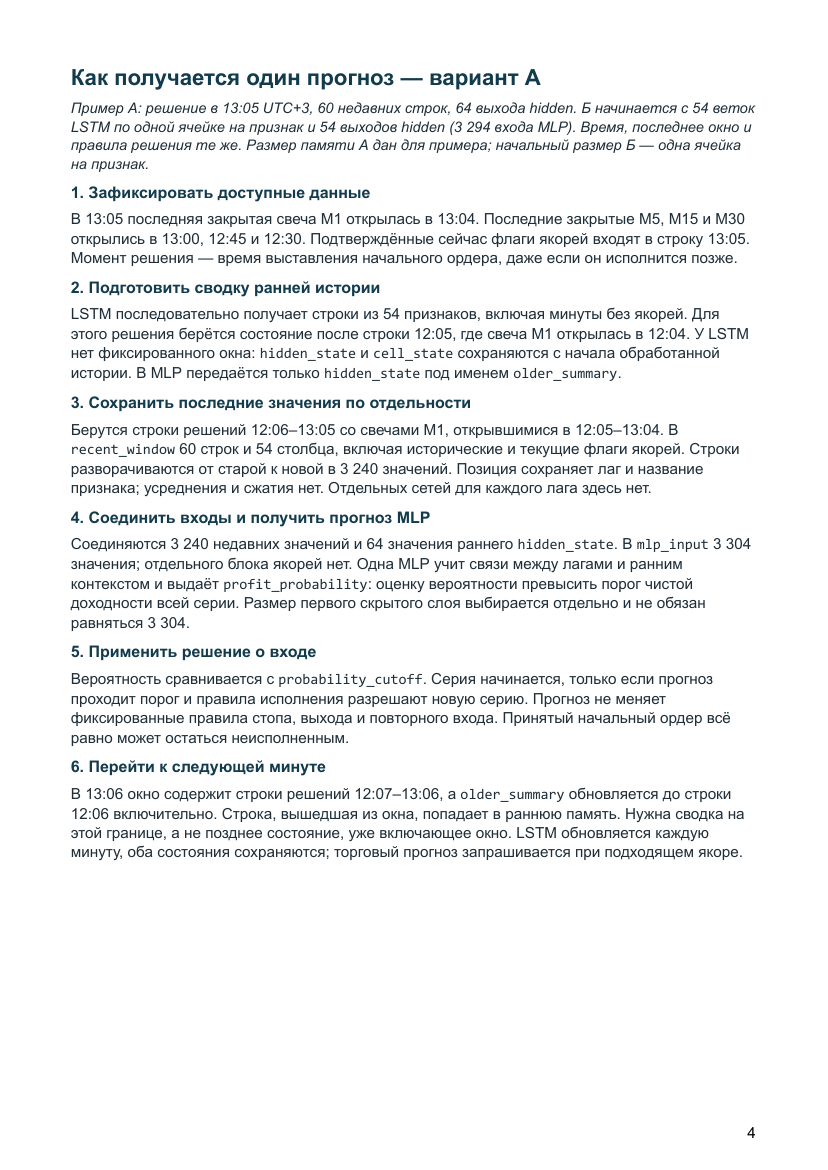 Как получается один прогноз — вариант А
Пример А: решение в 13:05 UTC+3, 60 недавних строк, 64 выхода hidden. Б начинается с 54 веток
LSTM по одной ячейке на признак и 54 выходов hidden (3 294 входа MLP). Время, последнее окно и
правила решения те же. Размер памяти А дан для примера; начальный размер Б — одна ячейка
на признак.
1. Зафиксировать доступные данные
В 13:05 последняя закрытая свеча M1 открылась в 13:04. Последние закрытые M5, M15 и M30
открылись в 13:00, 12:45 и 12:30. Подтверждённые сейчас флаги якорей входят в строку 13:05.
Момент решения — время выставления начального ордера, даже если он исполнится позже.
2. Подготовить сводку ранней истории
LSTM последовательно получает строки из 54 признаков, включая минуты без якорей. Для
этого решения берётся состояние после строки 12:05, где свеча M1 открылась в 12:04. У LSTM
нет фиксированного окна: hidden_state и cell_state сохраняются с начала обработанной
истории. В MLP передаётся только hidden_state под именем older_summary.
3. Сохранить последние значения по отдельности
Берутся строки решений 12:06–13:05 со свечами M1, открывшимися в 12:05–13:04. В
recent_window 60 строк и 54 столбца, включая исторические и текущие флаги якорей. Строки
разворачиваются от старой к новой в 3 240 значений. Позиция сохраняет лаг и название
признака; усреднения и сжатия нет. Отдельных сетей для каждого лага здесь нет.
4. Соединить входы и получить прогноз MLP
Соединяются 3 240 недавних значений и 64 значения раннего hidden_state. В mlp_input 3 304
значения; отдельного блока якорей нет. Одна MLP учит связи между лагами и ранним
контекстом и выдаёт profit_probability: оценку вероятности превысить порог чистой
доходности всей серии. Размер первого скрытого слоя выбирается отдельно и не обязан
равняться 3 304.
5. Применить решение о входе
Вероятность сравнивается с probability_cutoff. Серия начинается, только если прогноз
проходит порог и правила исполнения разрешают новую серию. Прогноз не меняет
фиксированные правила стопа, выхода и повторного входа. Принятый начальный ордер всё
равно может остаться неисполненным.
6. Перейти к следующей минуте
В 13:06 окно содержит строки решений 12:07–13:06, а older_summary обновляется до строки
12:06 включительно. Строка, вышедшая из окна, попадает в раннюю память. Нужна сводка на
этой границе, а не позднее состояние, уже включающее окно. LSTM обновляется каждую
минуту, оба состояния сохраняются; торговый прогноз запрашивается при подходящем якоре.
4